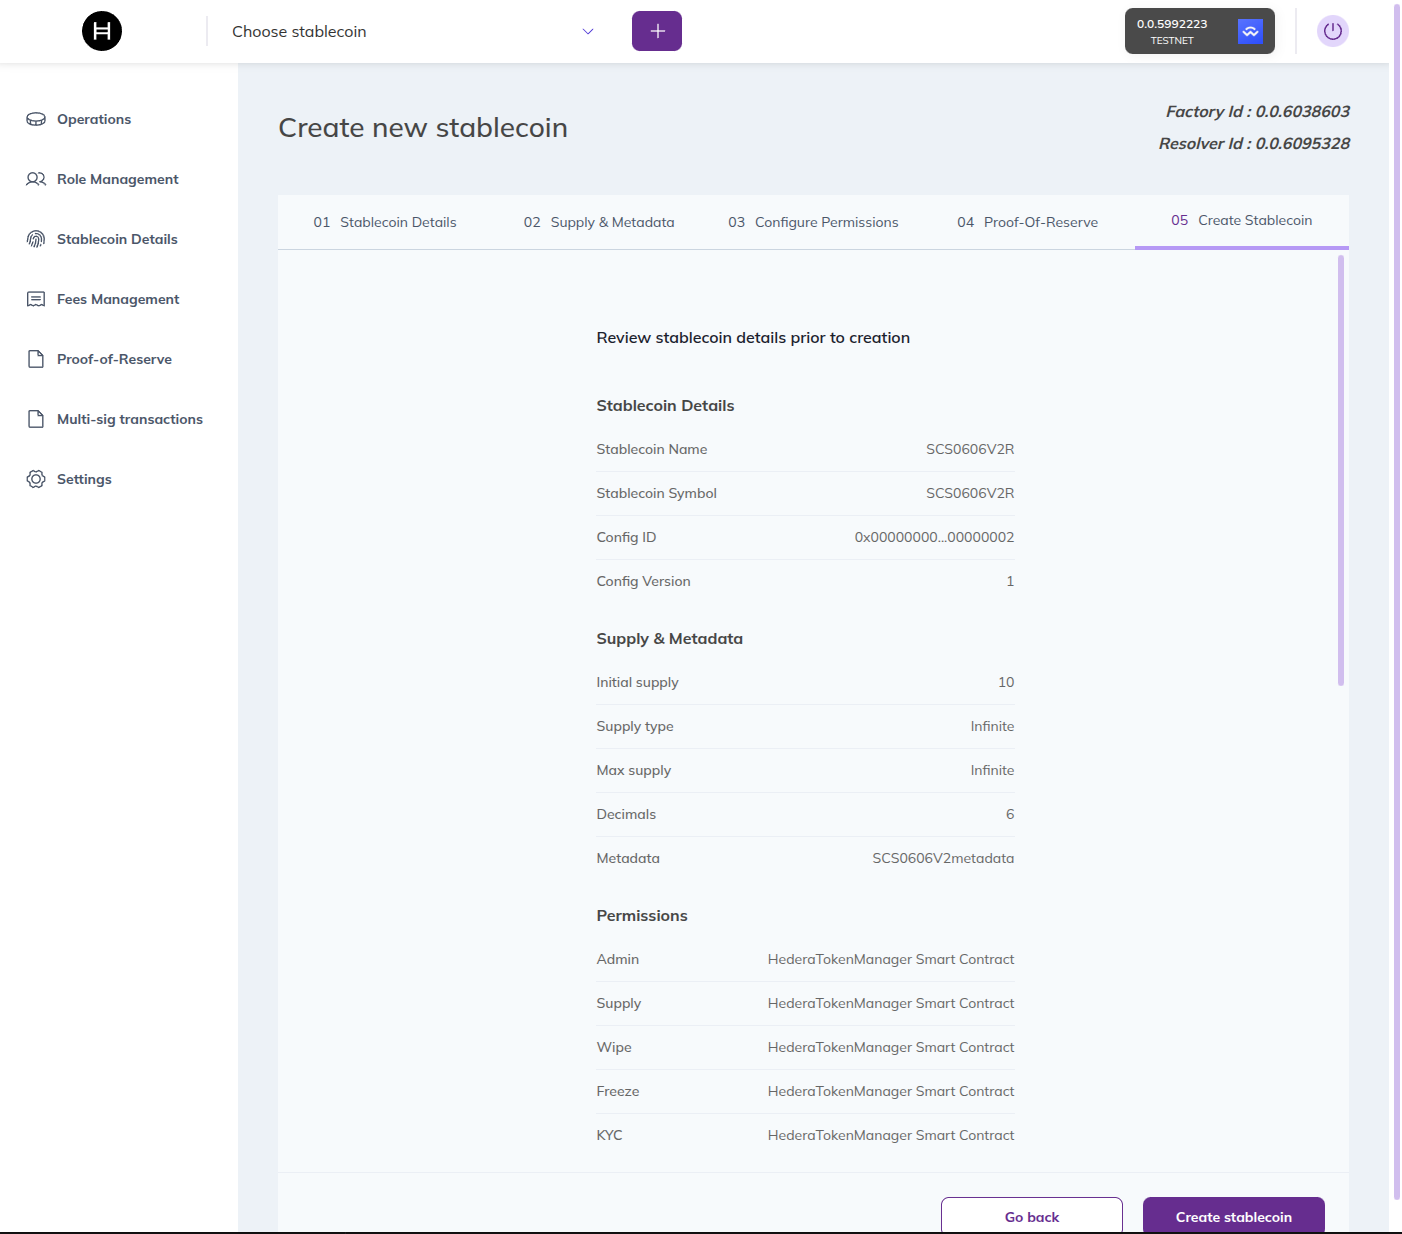 Choose stablecoin
0.0.5992223
TESTNET
Operations
Role Management
Stablecoin Details
Fees Management
Proof-of-Reserve
Multi-sig transactions
Settings
Create new stablecoin
Factory Id : 0.0.6038603
Resolver Id : 0.0.6095328
01 Stablecoin Details 02 Supply & Metadata 03 Configure Permissions 04 Proof-Of-Reserve 05 Create Stablecoin
Review stablecoin details prior to creation
Stablecoin Details
Stablecoin Name SCS0606V2R
Stablecoin Symbol SCS0606V2R
Config ID 0x00000000...00000002
Config Version 1
Supply & Metadata
Initial supply 10
Supply type Infinite
Max supply Infinite
Decimals 6
Metadata SCS0606V2metadata
Permissions
Admin HederaTokenManager Smart Contract
Supply HederaTokenManager Smart Contract
Wipe HederaTokenManager Smart Contract
Freeze HederaTokenManager Smart Contract
KYC HederaTokenManager Smart Contract
Go back Create stablecoin